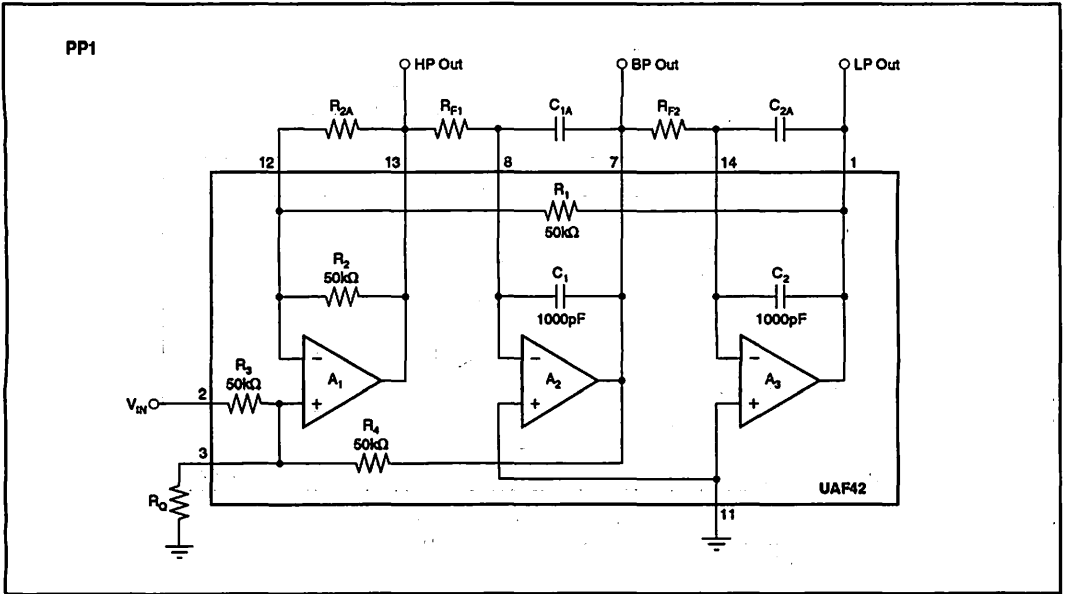 PP1
HP Out
BP Out
LP Out
R2A
RF1
C1A
RF2
C2A
12
13
8
7
14
1
R1
50kΩ
R2
50kΩ
C1
1000pF
C2
1000pF
R3
50kΩ
A1
A2
A3
− 
−
−
+
+
+
VIN
2
R4
50kΩ
3
RQ
UAF42
11